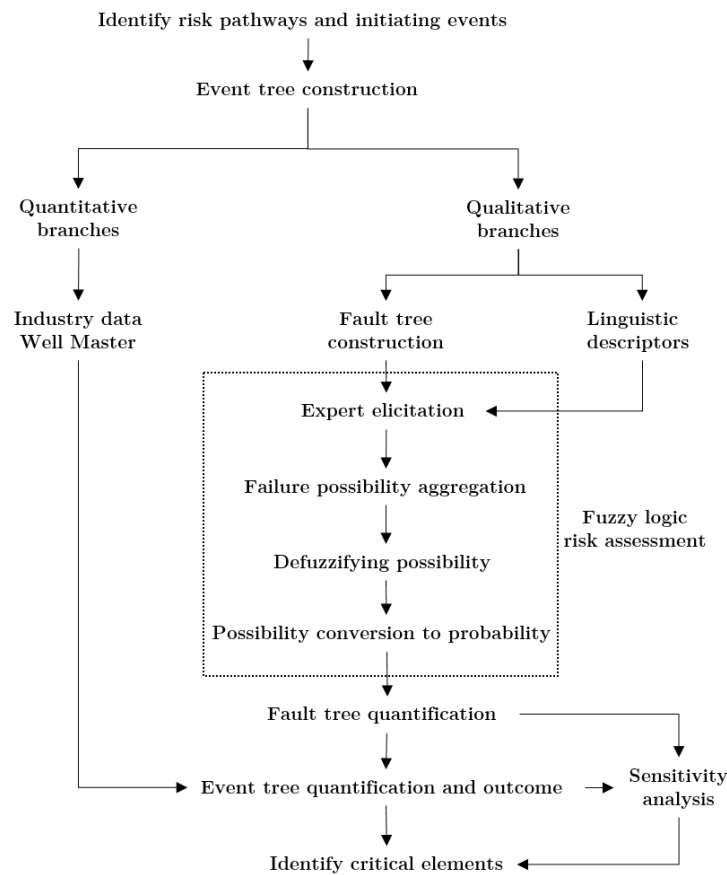 Identify risk pathways and initiating events
Event tree construction
Quantitative
branches
Qualitative
branches
Industry data
Well Master
Fault tree
construction
Linguistic
descriptors
Expert elicitation
Failure possibility aggregation
Fuzzy logic
risk assessment
Defuzzifying possibility
Possibility conversion to probability
Fault tree quantification
Event tree quantification and outcome
Sensitivity
analysis
Identify critical elements